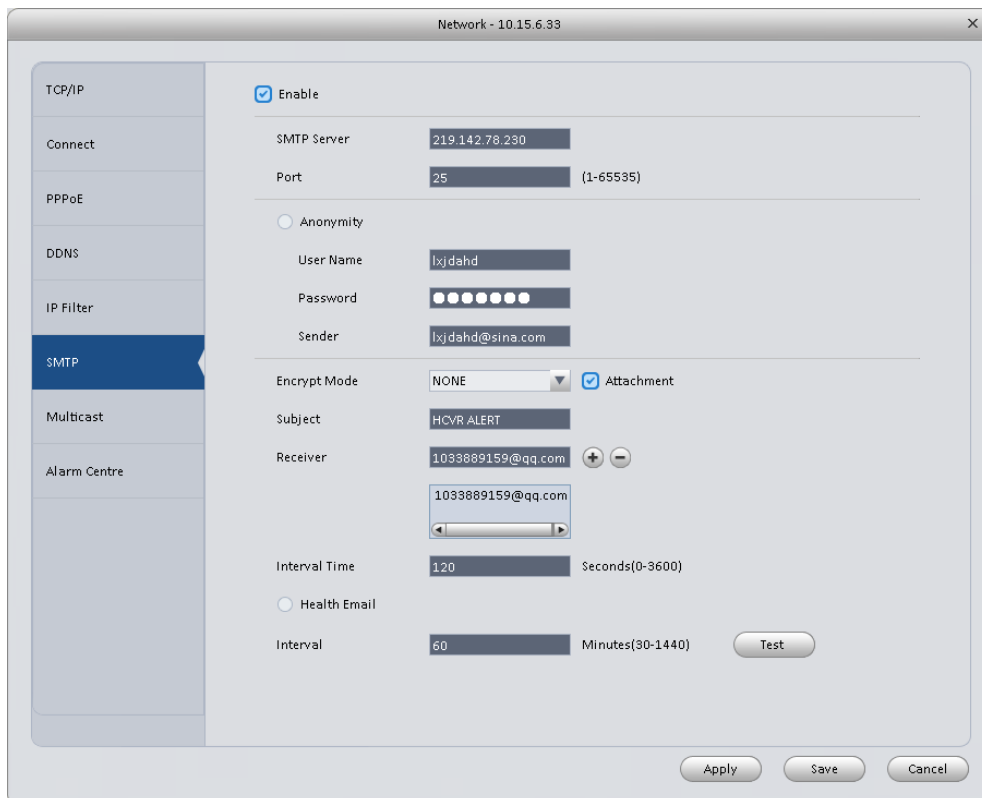 Network - 10.15.6.33
TCP/IP
Connect
PPPoE
DDNS
IP Filter
SMTP
Multicast
Alarm Centre
Enable
SMTP Server 219.142.78.230
Port 25 (1-65535)
Anonymity
User Name lxjdahd
Password
Sender lxjdahd@sina.com
Encrypt Mode NONE Attachment
Subject HCVR ALERT
Receiver 1033889159@qq.com
1033889159@qq.com
Interval Time 120 Seconds(0-3600)
Health Email
Interval 60 Minutes(30-1440) Test
Apply Save Cancel